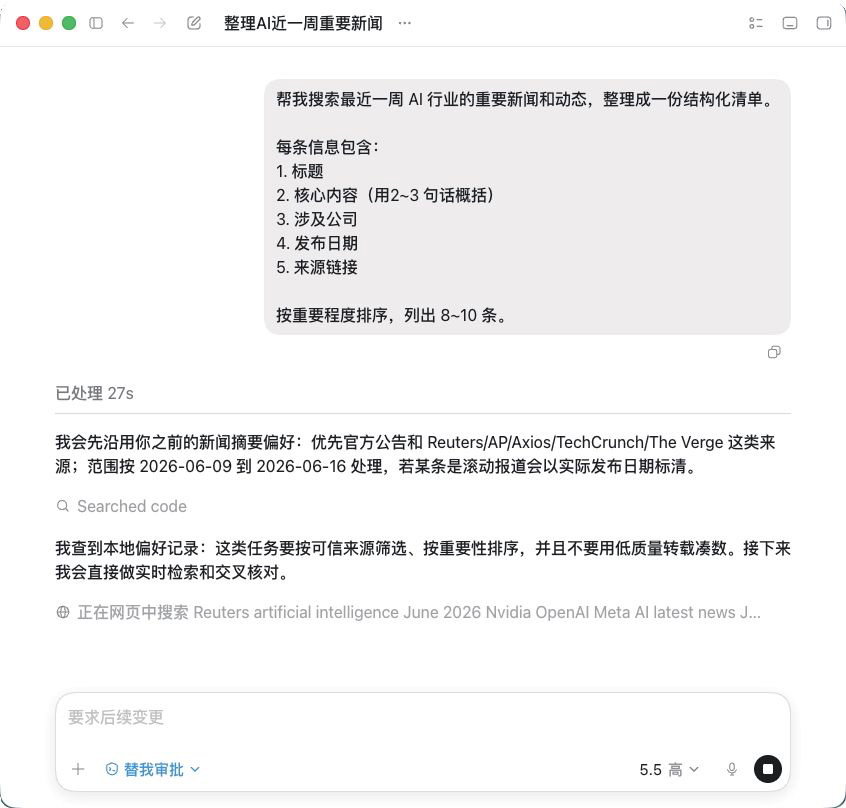 整理AI近一周重要新闻
帮我搜索最近一周 AI 行业的重要新闻和动态，整理成一份结构化清单。
每条信息包含：
1. 标题
2. 核心内容（用2~3 句话概括）
3. 涉及公司
4. 发布日期
5. 来源链接
按重要程度排序，列出 8~10 条。
已处理 27s
我会先沿用你之前的新闻摘要偏好：优先官方公告和 Reuters/AP/Axios/TechCrunch/The Verge 这类来
源；范围按 2026-06-09 到 2026-06-16 处理，若某条是滚动报道会以实际发布日期标清。
Searched code
我查到本地偏好记录：这类任务要按可信来源筛选、按重要性排序，并且不要用低质量转载凑数。接下来
我会直接做实时检索和交叉核对。
正在网页中搜索 Reuters artificial intelligence June 2026 Nvidia OpenAI Meta AI latest news J...
要求后续变更
替我审批
5.5 高